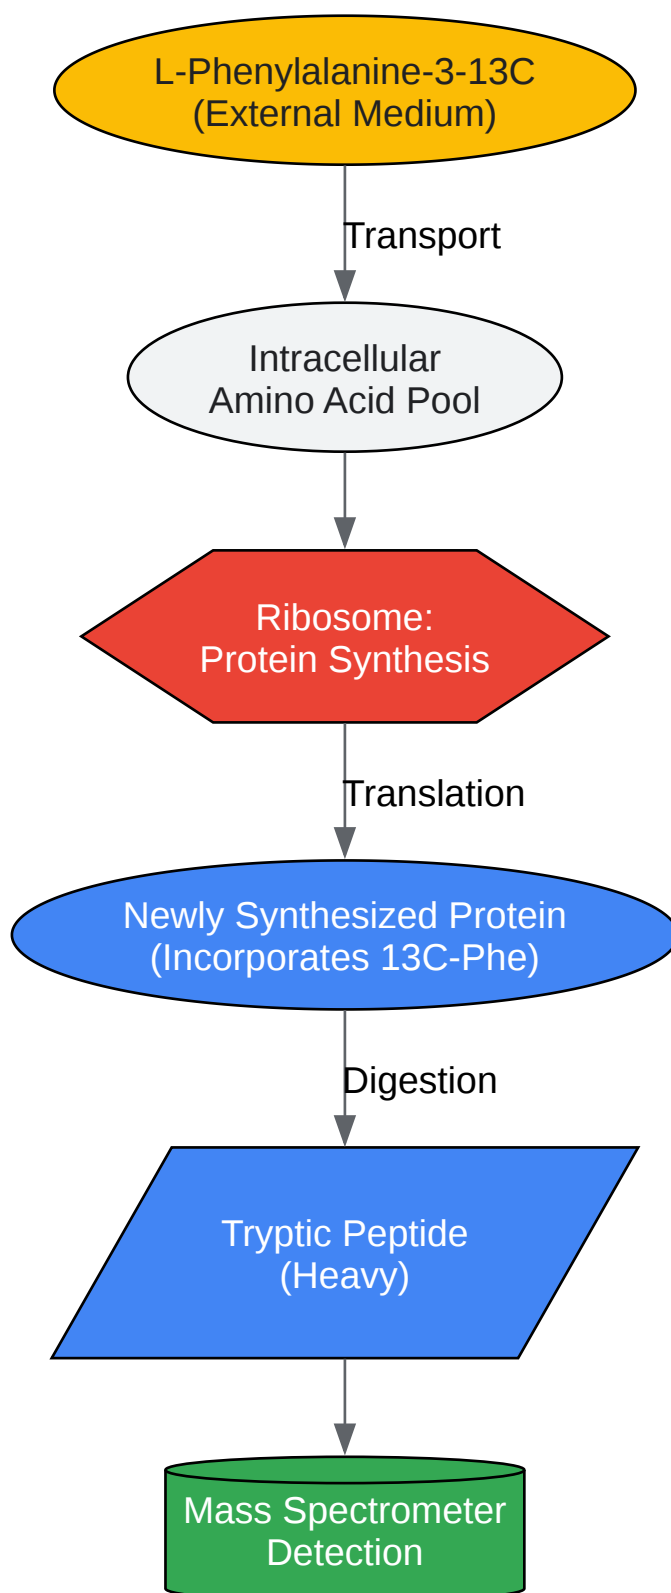 L-Phenylalanine-3-13C
(External Medium)
Transport
Intracellular
Amino Acid Pool
Ribosome:
Protein Synthesis
Translation
Newly Synthesized Protein
(Incorporates 13C-Phe)
Digestion
Tryptic Peptide
(Heavy)
Mass Spectrometer
Detection